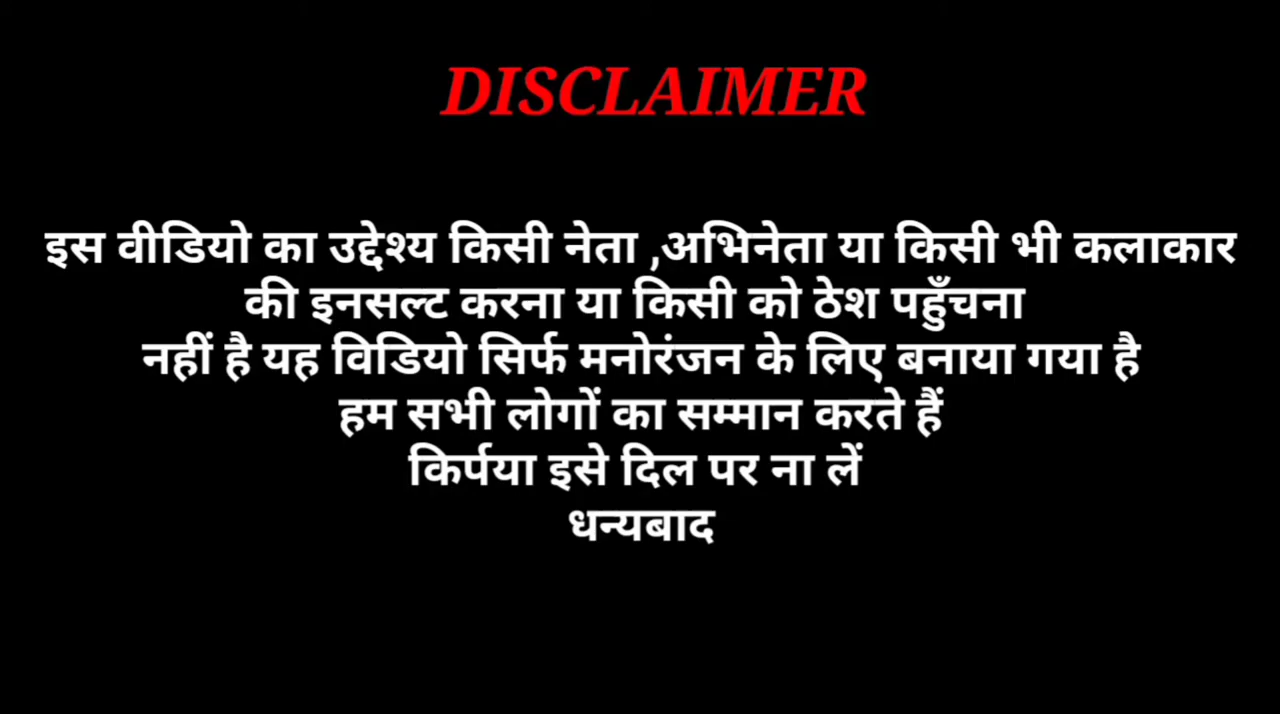 DISCLAIMER
इस वीडियो का उद्देश्य किसी नेता ,अभिनेता या किसी भी कलाकार
की इनसल्ट करना या किसी को ठेश पहुँचना
नहीं है यह विडियो सिर्फ मनोरंजन के लिए बनाया गया है
हम सभी लोगों का सम्मान करते हैं
किर्पया इसे दिल पर ना लें
धन्यबाद